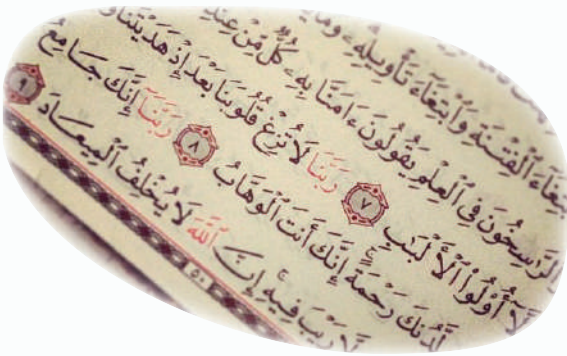 ٱبْتِغَآءَ ٱلْفِتْنَةِ وَٱبْتِغَآءَ تَأْوِيلِهِۦ وَمَا
ٱلرَّٰسِخُونَ فِى ٱلْعِلْمِ يَقُولُونَ ءَامَنَّا بِهِۦ كُلٌّ مِّنْ عِندِ
إِلَّآ أُو۟لُوا۟ ٱلْأَلْبَٰبِ ٧ رَبَّنَا لَا تُزِغْ قُلُوبَنَا بَعْدَ إِذْ هَدَيْتَنَا
لَّدُنكَ رَحْمَةً إِنَّكَ أَنتَ ٱلْوَهَّابُ ٨ رَبَّنَآ إِنَّكَ جَامِعُ
لَّا رَيْبَ فِيهِ إِنَّ ٱللَّهَ لَا يُخْلِفُ ٱلْمِيعَادَ ٩
٥٠